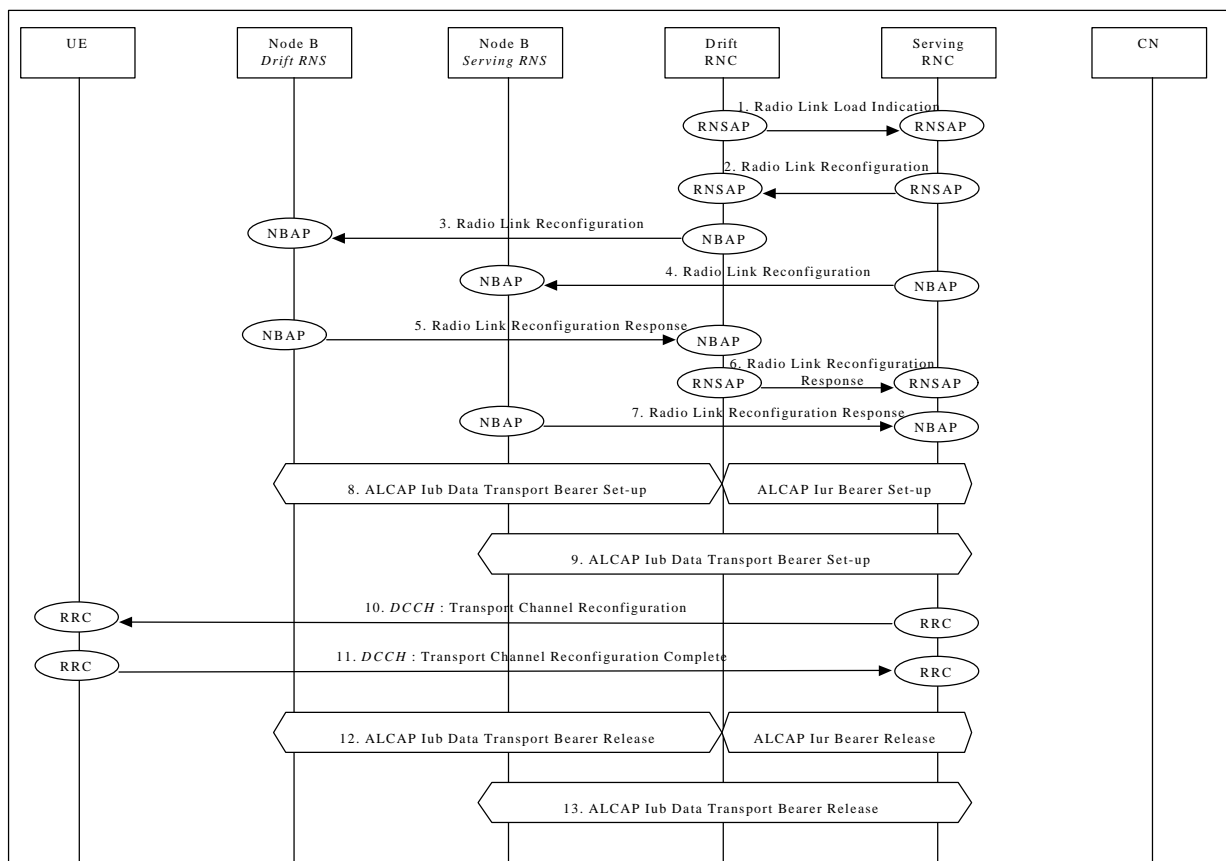 UE
Node B
Drift RNS
Node B
Serving RNS
Drift
RNC
Serving
RNC
CN
1. Radio Link Load Indication
RNSAP
RNSAP
2. Radio Link Reconfiguration
RNSAP
RNSAP
3. Radio Link Reconfiguration
NBAP
NBAP
4. Radio Link Reconfiguration
NBAP
NBAP
5. Radio Link Reconfiguration Response
NBAP
NBAP
6. Radio Link Reconfiguration
Response
RNSAP
RNSAP
7. Radio Link Reconfiguration Response
NBAP
NBAP
8. ALCAP Iub Data Transport Bearer Set-up
ALCAP Iur Bearer Set-up
9. ALCAP Iub Data Transport Bearer Set-up
10. DCCH : Transport Channel Reconfiguration
RRC
RRC
11. DCCH : Transport Channel Reconfiguration Complete
RRC
RRC
12. ALCAP Iub Data Transport Bearer Release
ALCAP Iur Bearer Release
13. ALCAP Iub Data Transport Bearer Release